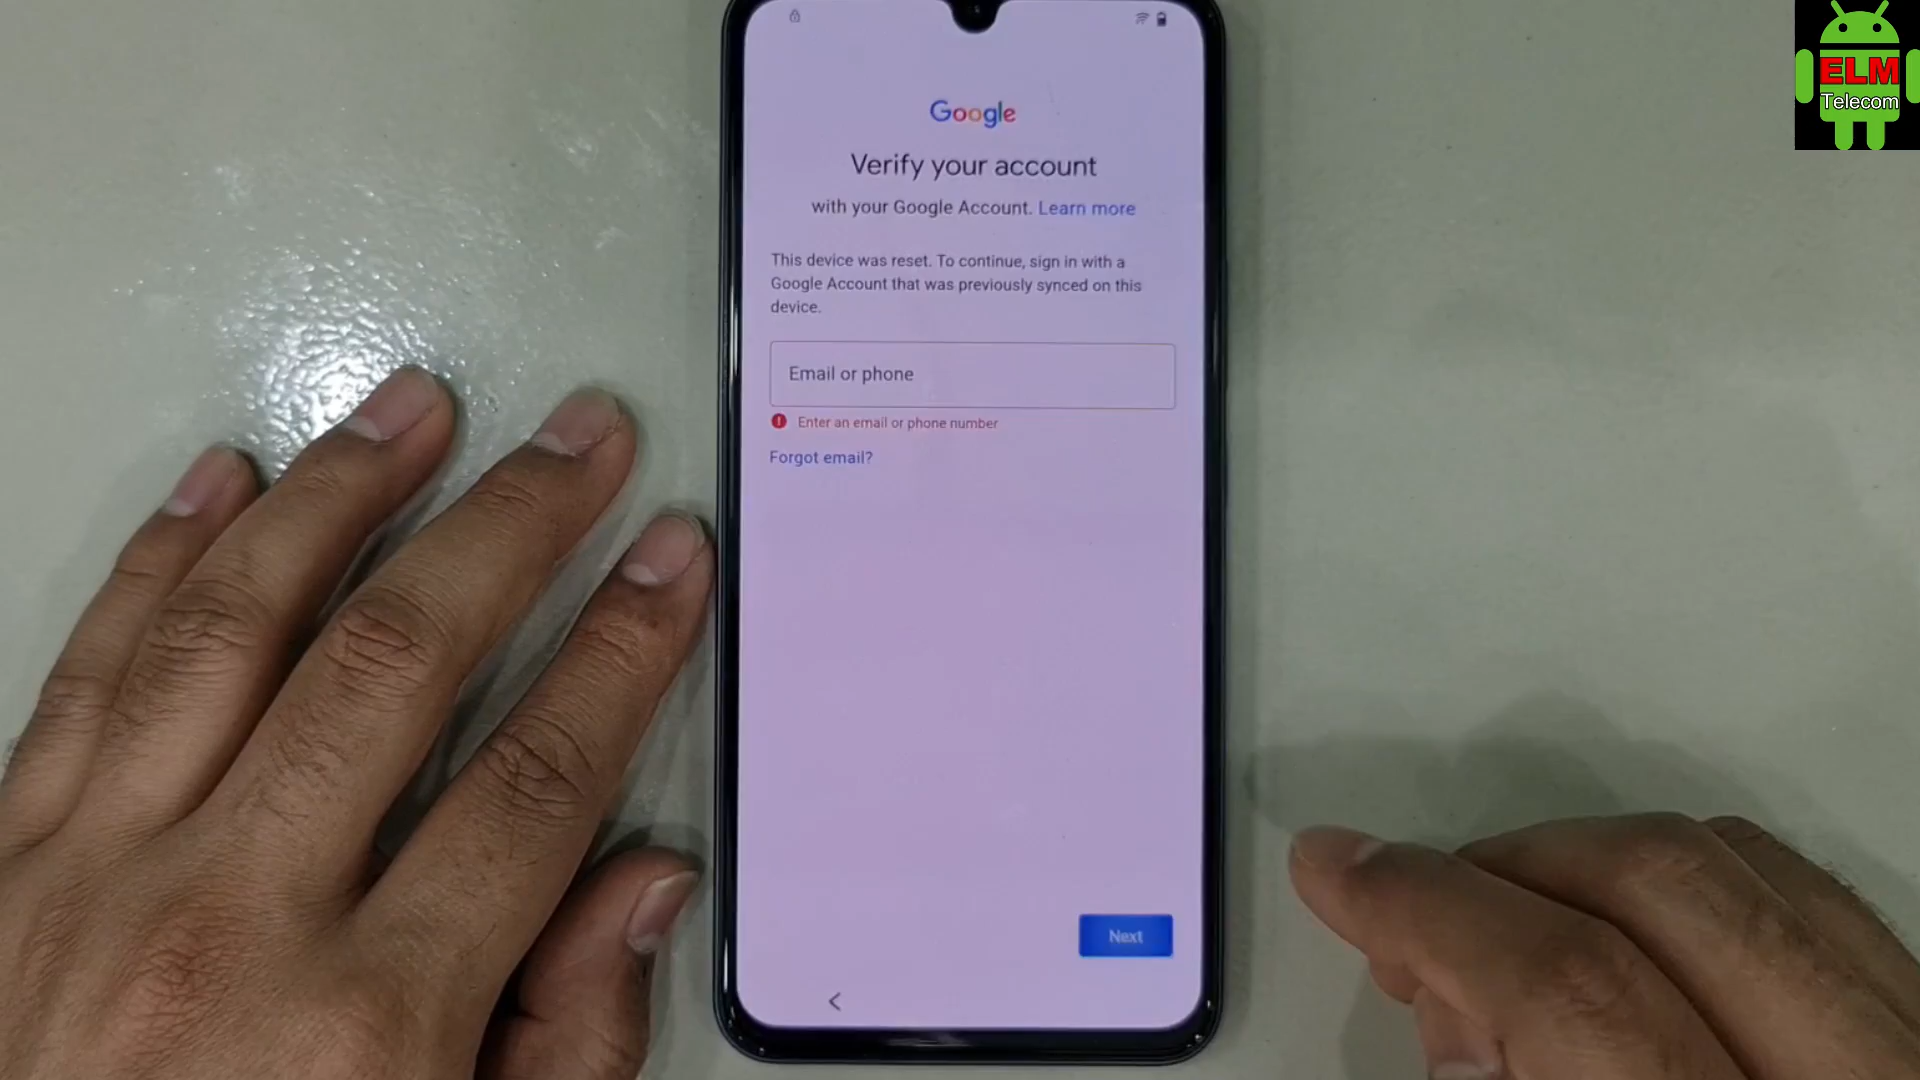 ELM
Telecom
Google
Verify your account
with your Google Account. Learn more
This device was reset. To continue, sign in with a
Google Account that was previously synced on this
device.
Email or phone
Enter an email or phone number
Forgot email?
Next